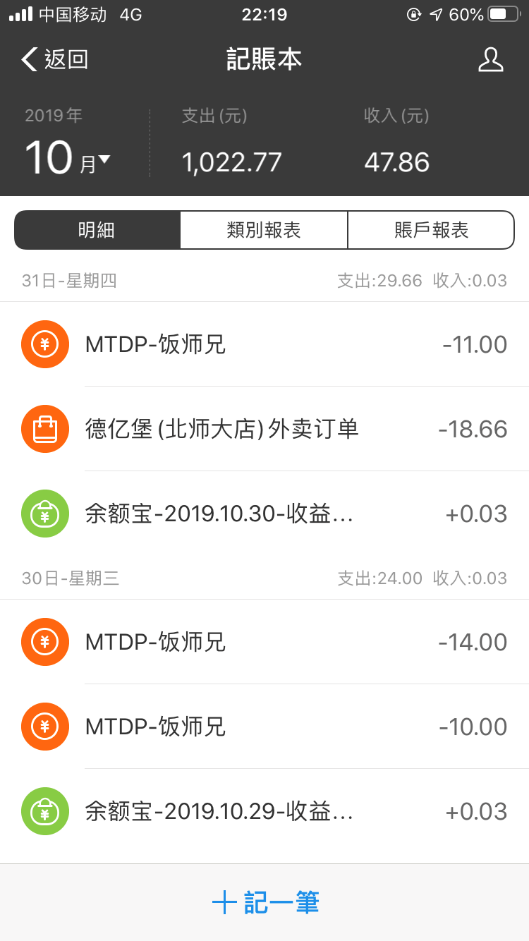 中国移动 4G 22:19 60%
返回 記賬本
2019年 支出(元) 收入(元)
10月 1,022.77 47.86
明細 類別報表 賬戶報表
31日-星期四 支出:29.66 收入:0.03
MTDP-饭师兄 -11.00
德亿堡(北师大店)外卖订单 -18.66
余额宝-2019.10.30-收益... +0.03
30日-星期三 支出:24.00 收入:0.03
MTDP-饭师兄 -14.00
MTDP-饭师兄 -10.00
余额宝-2019.10.29-收益... +0.03
記一筆